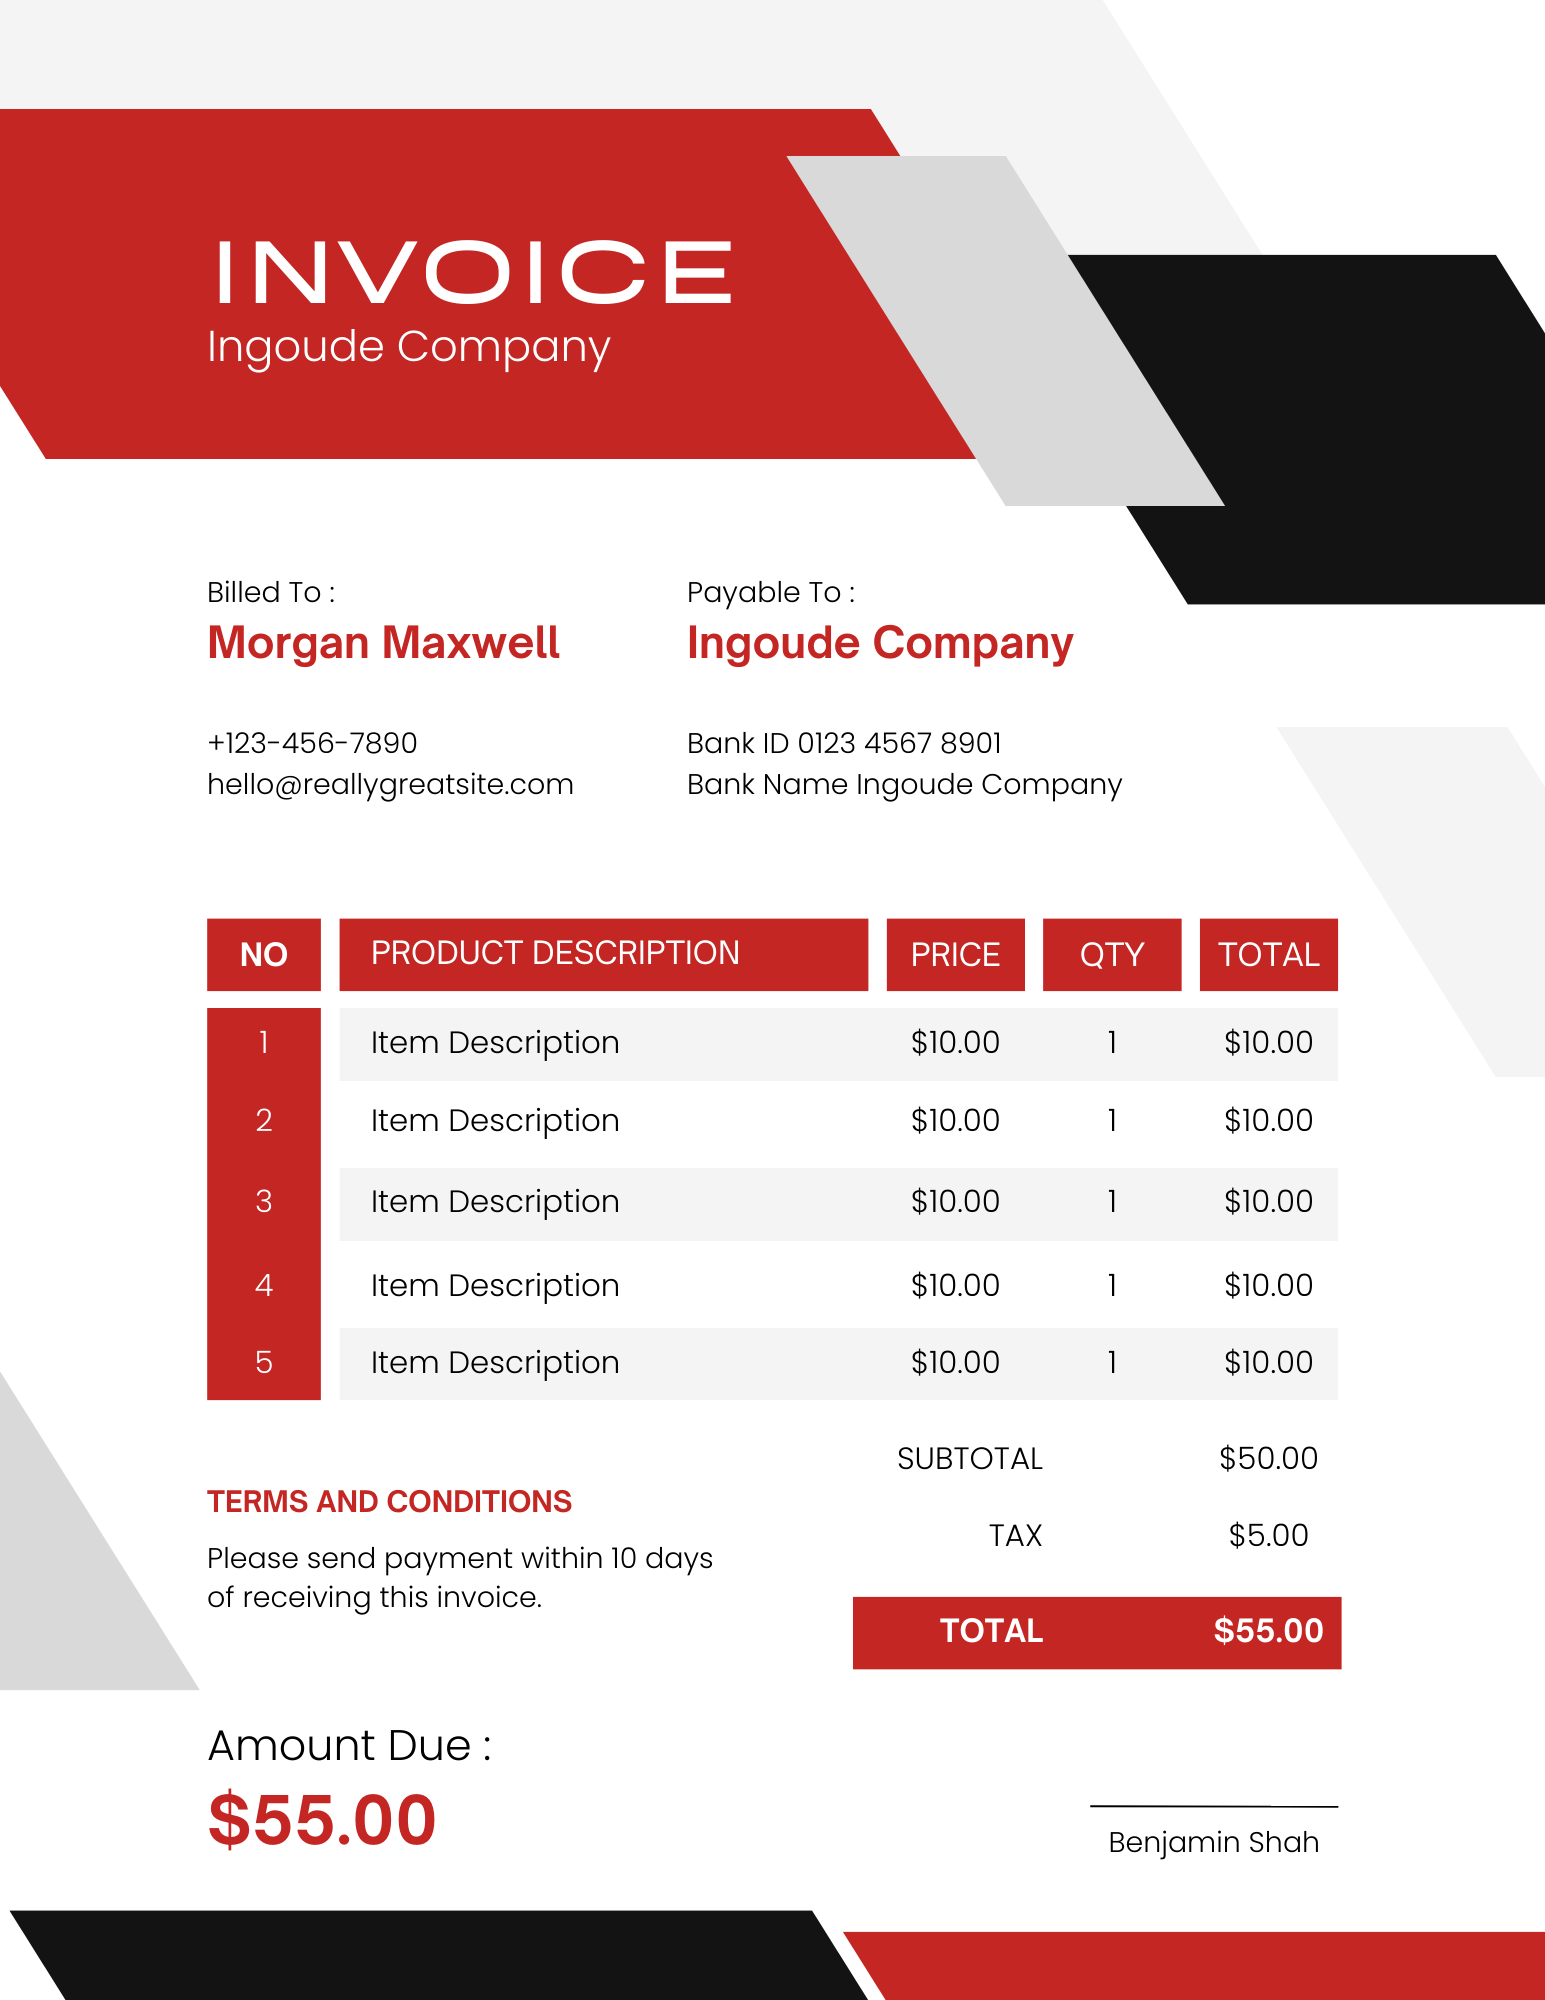 INVOICE
Ingoude Company
Billed To :
Morgan Maxwell
+123-456-7890
hello@reallygreatsite.com
Payable To :
Ingoude Company
Bank ID 0123 4567 8901
Bank Name Ingoude Company
NO PRODUCT DESCRIPTION PRICE QTY TOTAL
1 Item Description $10.00 1 $10.00
2 Item Description $10.00 1 $10.00
3 Item Description $10.00 1 $10.00
4 Item Description $10.00 1 $10.00
5 Item Description $10.00 1 $10.00
SUBTOTAL $50.00
TAX $5.00
TOTAL $55.00
TERMS AND CONDITIONS
Please send payment within 10 days
of receiving this invoice.
Amount Due :
$55.00
Benjamin Shah